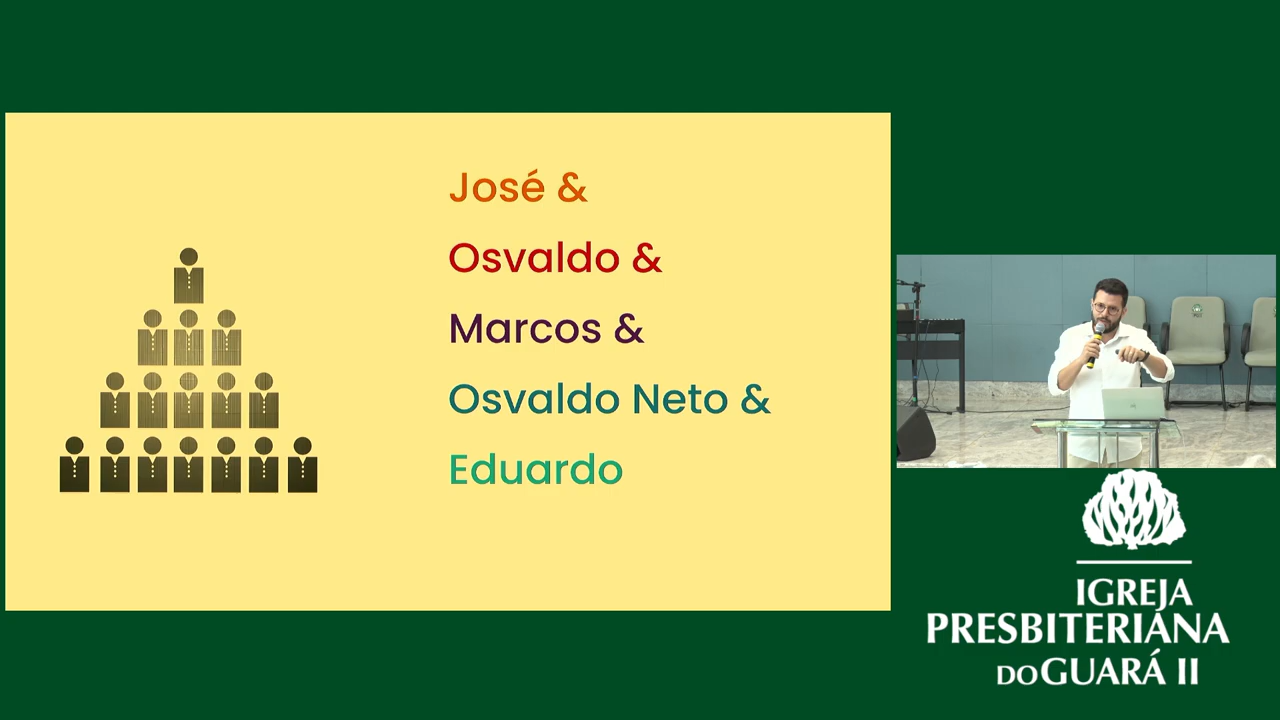 José &
Osvaldo &
Marcos &
Osvaldo Neto &
Eduardo
IGREJA
PRESBITERIANA
DO GUARÁ II